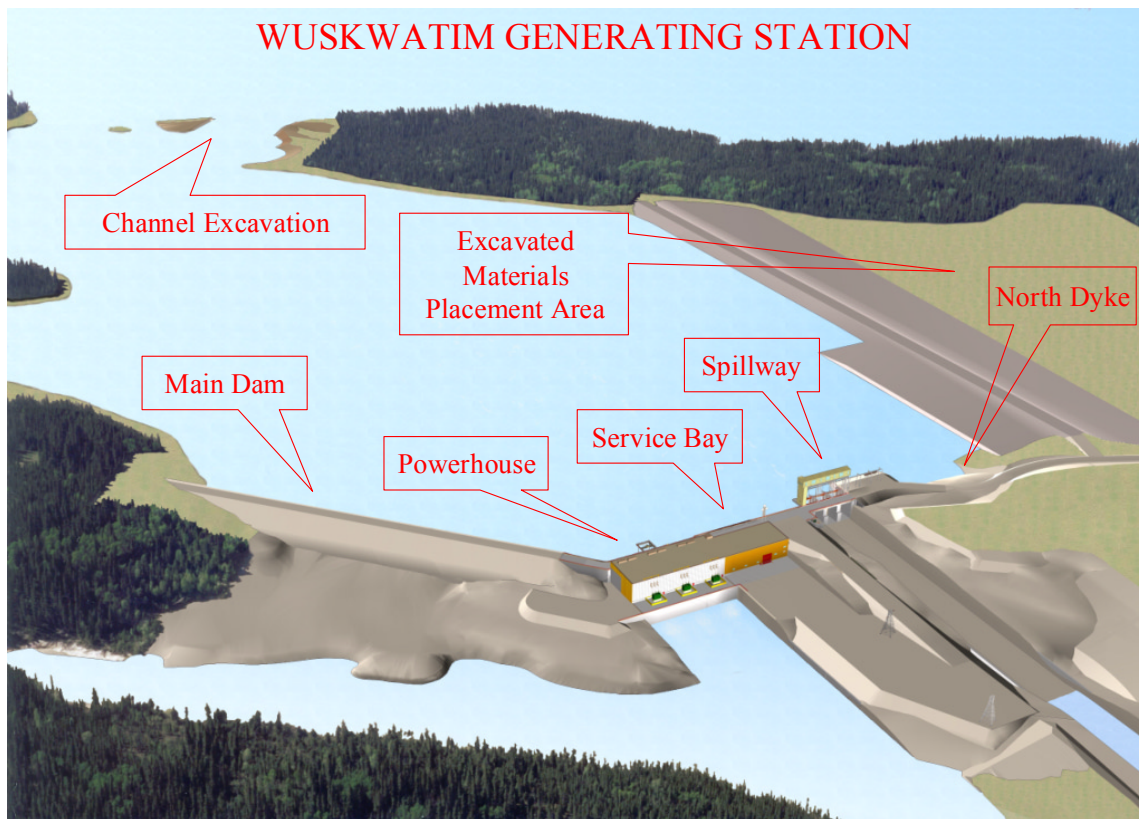 WUSKWATIM GENERATING STATION
Channel Excavation
Excavated
Materials
Placement Area
North Dyke
Main Dam
Spillway
Service Bay
Powerhouse